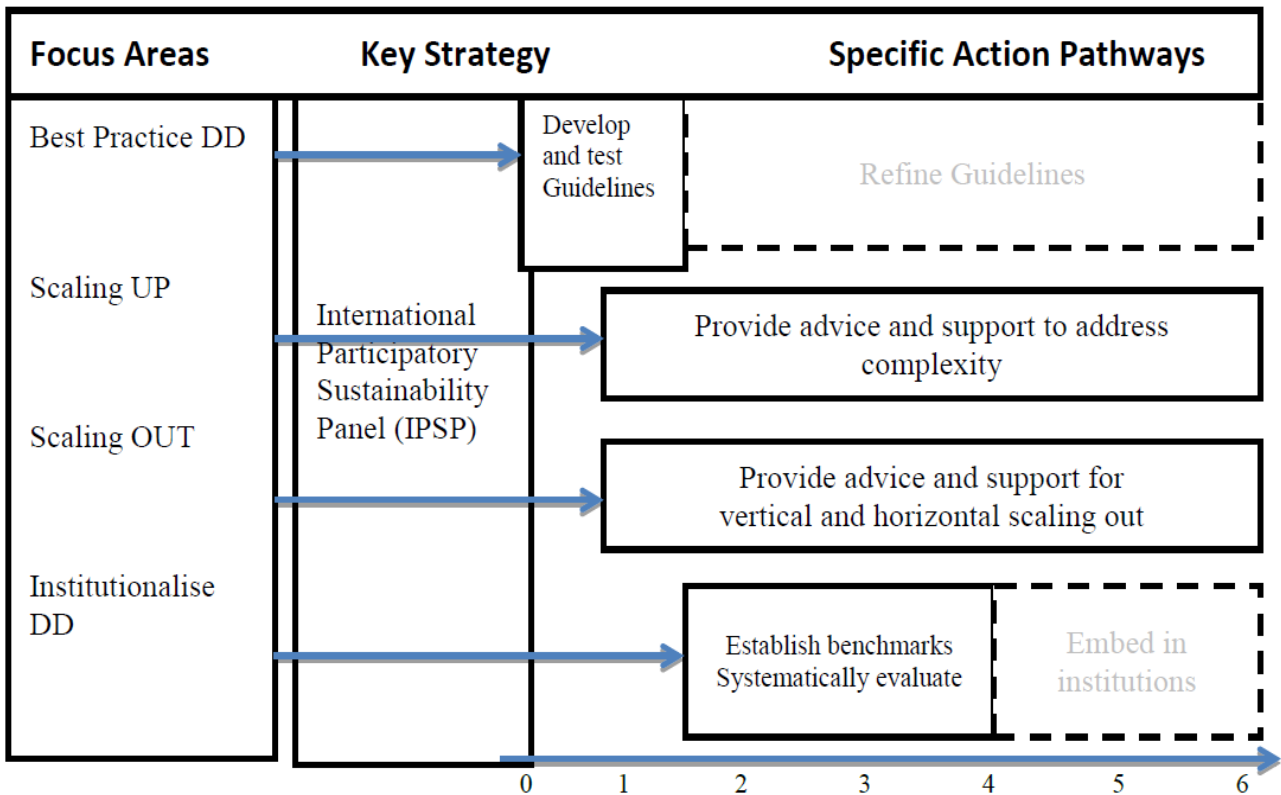 Focus Areas
Key Strategy
Specific Action Pathways
Best Practice DD
Scaling UP
Scaling OUT
Institutionalise
DD
International
Participatory
Sustainability
Panel (IPSP)
Develop
and test
Guidelines
Refine Guidelines
Provide advice and support to address
complexity
Provide advice and support for
vertical and horizontal scaling out
Establish benchmarks
Systematically evaluate
Embed in
institutions
0 1 2 3 4 5 6